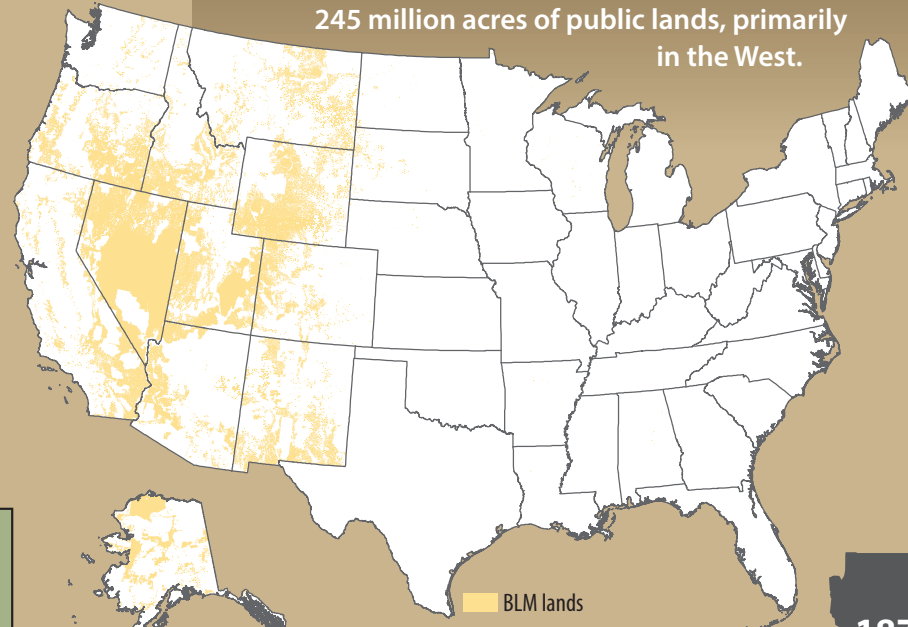 245 million acres of public lands, primarily
in the West.
BLM lands